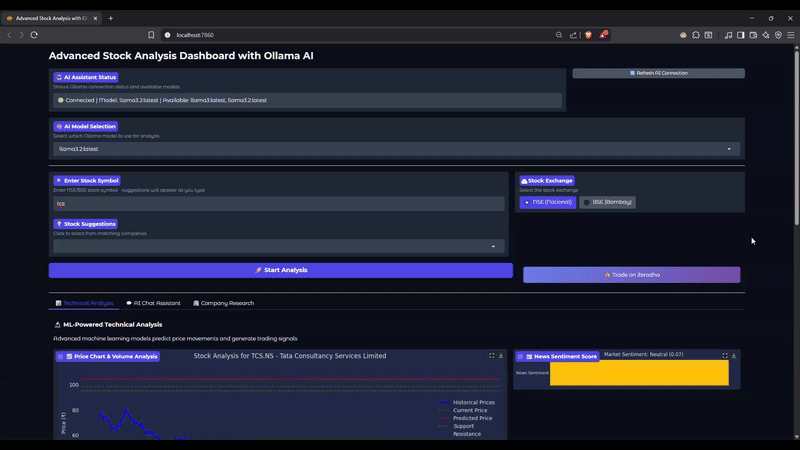 Advanced Stock Analysis Dashboard with Ol
localhost:7860
Advanced Stock Analysis Dashboard with Ollama AI
AI Assistant Status
Shows Ollama connection status and available models
Connected | Model: llama3.2:latest | Available: llama3:latest, llama3.2:latest
Refresh AI Connection
AI Model Selection
Select which Ollama model to use for analysis
llama3.2:latest
Enter Stock Symbol
Enter NSE/BSE stock symbol - suggestions will appear as you type
tcs
Stock Exchange
Select the stock exchange
NSE (National)
BSE (Bombay)
Stock Suggestions
Click to select from matching companies
Start Analysis
Trade on Zerodha
Technical Analysis
AI Chat Assistant
Company Research
ML-Powered Technical Analysis
Advanced machine learning models predict price movements and generate trading signals
Price Chart & Volume Analysis
Stock Analysis for TCS.NS - Tata Consultancy Services Limited
100
80
60
Price (₹)
Historical Prices
Current Price
Predicted Price
Support
Resistance
News Sentiment Score
Market Sentiment: Neutral (0.07)
News Sentiment